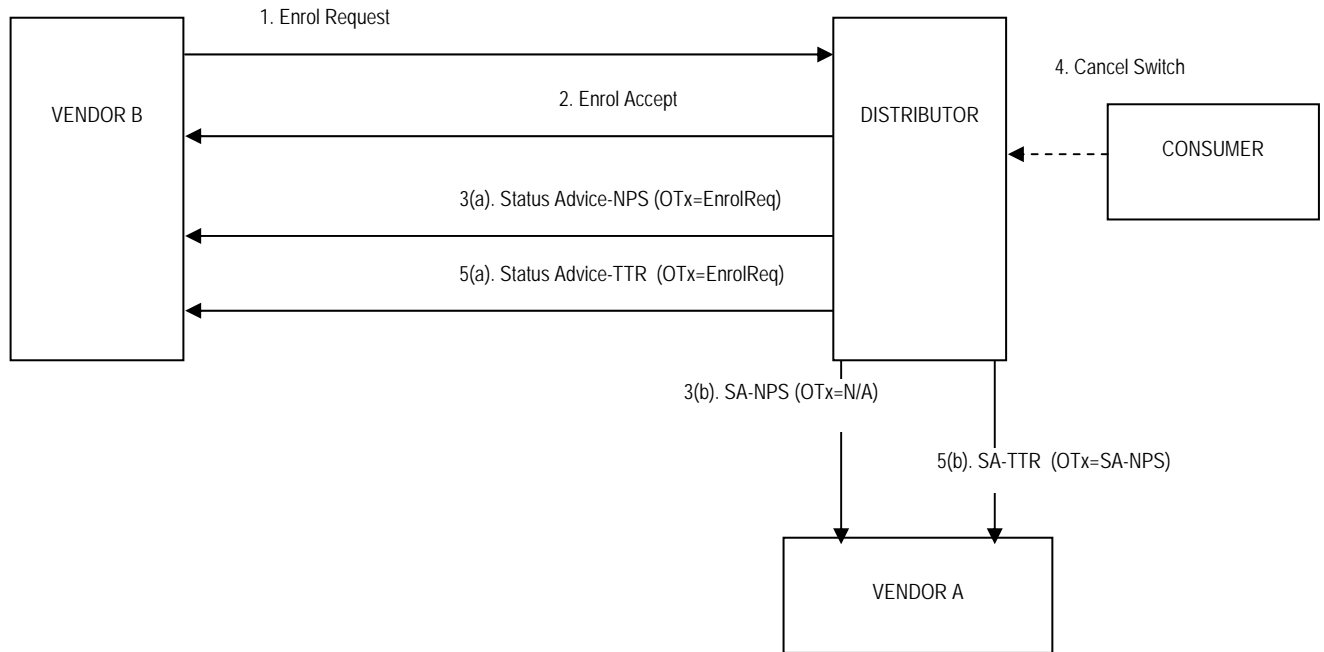 1. Enrol Request
4. Cancel Switch
2. Enrol Accept
VENDOR B
DISTRIBUTOR
CONSUMER
3(a). Status Advice-NPS (OTx=EnrolReq)
5(a). Status Advice-TTR (OTx=EnrolReq)
3(b). SA-NPS (OTx=N/A)
5(b). SA-TTR (OTx=SA-NPS)
VENDOR A